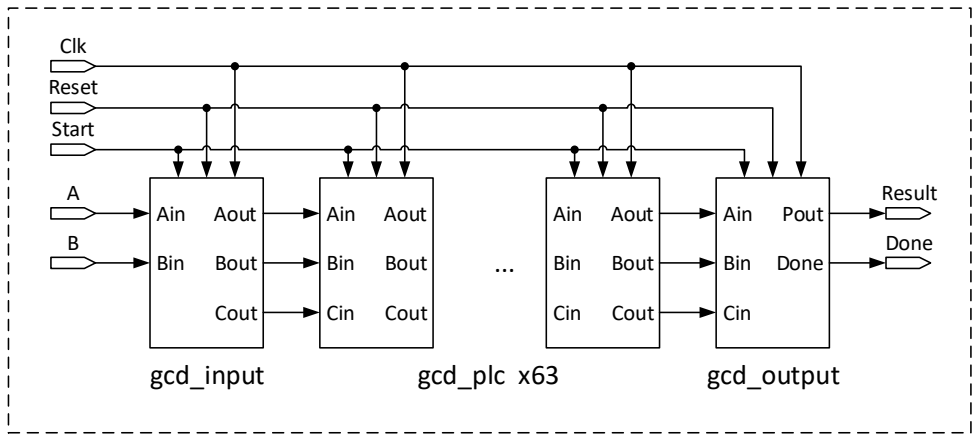 Clk
Reset
Start
A
B
Ain Aout
Bin Bout
Cout
Ain Aout
Bin Bout
Cin Cout
...
Ain Aout
Bin Bout
Cin Cout
Ain Pout
Bin Done
Cin
Result
Done
gcd_input
gcd_plc x63
gcd_output